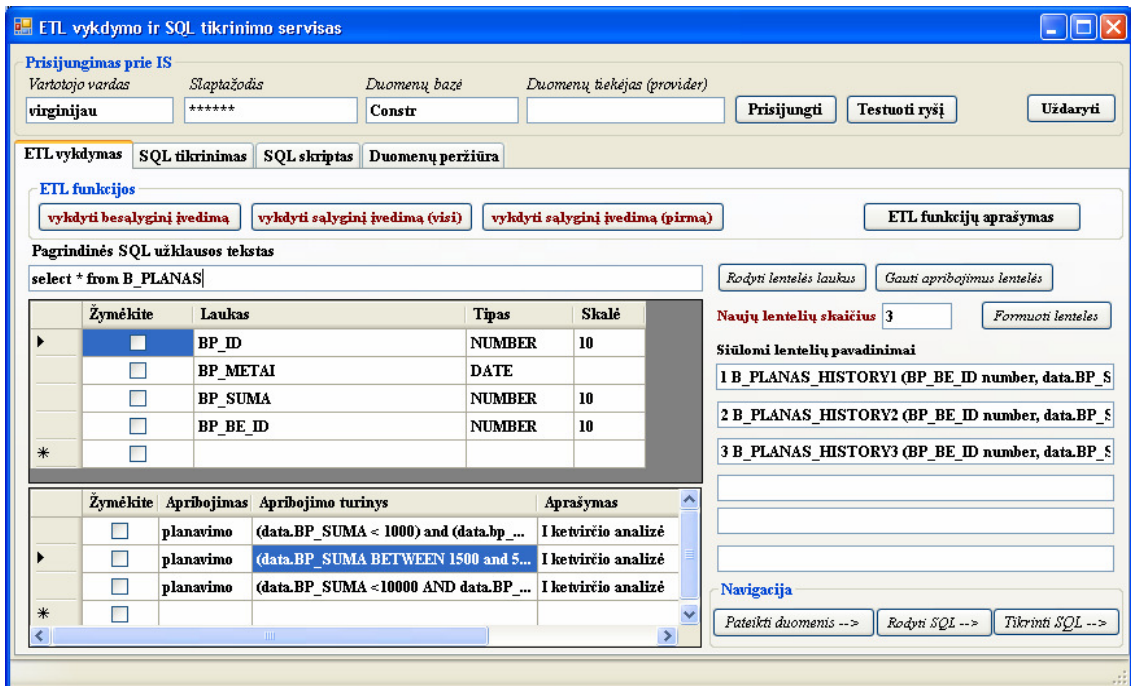 ETL vykdymo ir SQL tikrinimo servisas
Prisijungimas prie IS
Vartotojo vardas Slaptažodis Duomenų bazė Duomenų tiekėjas (provider)
virginijau ****** Constr Prisijungti Testuoti ryšį Uždaryti
ETL vykdymas SQL tikrinimas SQL skriptas Duomenų peržiūra
ETL funkcijos
vykdyti besąlyginį įvedimą vykdyti sąlyginį įvedimą (visi) vykdyti sąlyginį įvedimą (pirmą) ETL funkcijų aprašymas
Pagrindinės SQL užklausos tekstas
select * from B_PLANAS Rodyti lentelės laukus Gauti apribojimus lentelės
Žymėkite Laukas Tipas Skalė
BP_ID NUMBER 10
BP_METAI DATE
BP_SUMA NUMBER 10
BP_BE_ID NUMBER 10
Naujų lentelių skaičius 3 Formuoti lenteles
Siūlomi lentelių pavadinimai
1 B_PLANAS_HISTORY1 (BP_BE_ID number, data.BP_S
2 B_PLANAS_HISTORY2 (BP_BE_ID number, data.BP_S
3 B_PLANAS_HISTORY3 (BP_BE_ID number, data.BP_S
Žymėkite Apribojimas Apribojimo turinys Aprašymas
planavimo (data.BP_SUMA < 1000) and (data.bp_... I ketvirčio analizė
planavimo (data.BP_SUMA BETWEEN 1500 and 5... I ketvirčio analizė
planavimo (data.BP_SUMA <10000 AND data.BP_... I ketvirčio analizė
Navigacija
Pateikti duomenis --> Rodyti SQL --> Tikrinti SQL -->